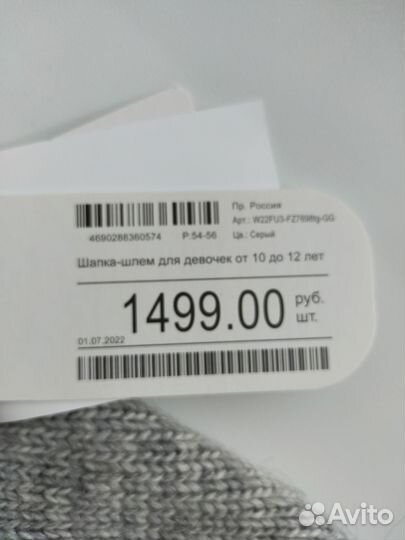 Пр. Россия
Арт.: W22FU3-FZ7698tg-GG
4690288360574 Р:54-56 Цв.: Серый
Шапка-шлем для девочек от 10 до 12 лет
1499.00 руб.
шт.
01.07.2022
Avito